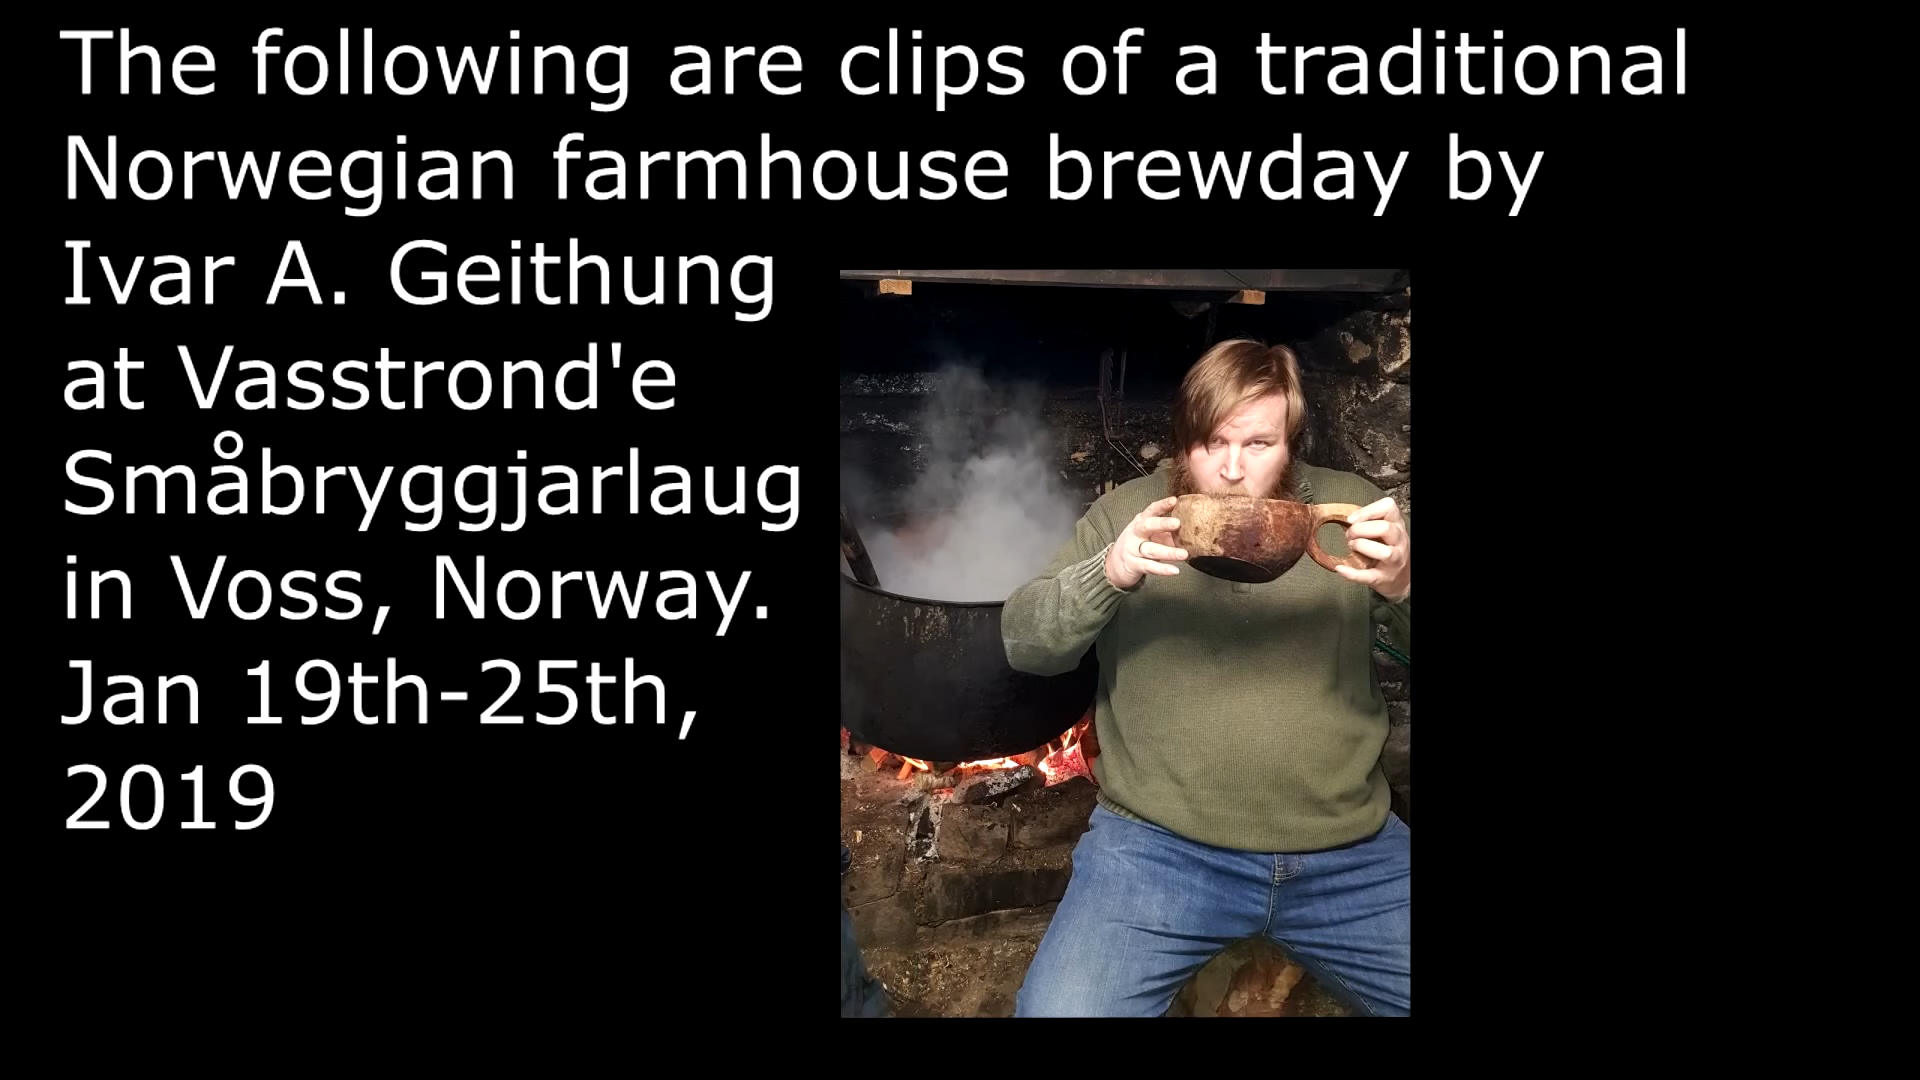 The following are clips of a traditional
Norwegian farmhouse brewday by
Ivar A. Geithung
at Vasstrond'e
Småbryggjarlaug
in Voss, Norway.
Jan 19th-25th,
2019